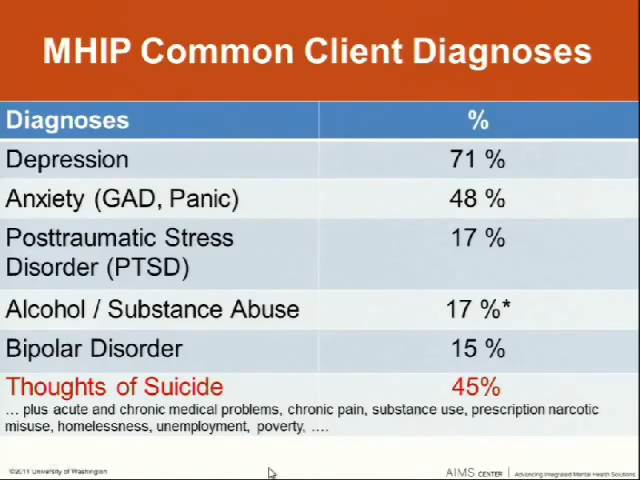 MHIP Common Client Diagnoses
Diagnoses %
Depression 71 %
Anxiety (GAD, Panic) 48 %
Posttraumatic Stress 17 %
Disorder (PTSD)
Alcohol / Substance Abuse 17 %*
Bipolar Disorder 15 %
Thoughts of Suicide 45%
… plus acute and chronic medical problems, chronic pain, substance use, prescription narcotic
misuse, homelessness, unemployment, poverty, ….
©2011 University of Washington
AIMS CENTER | Advancing Integrated Mental Health Solutions